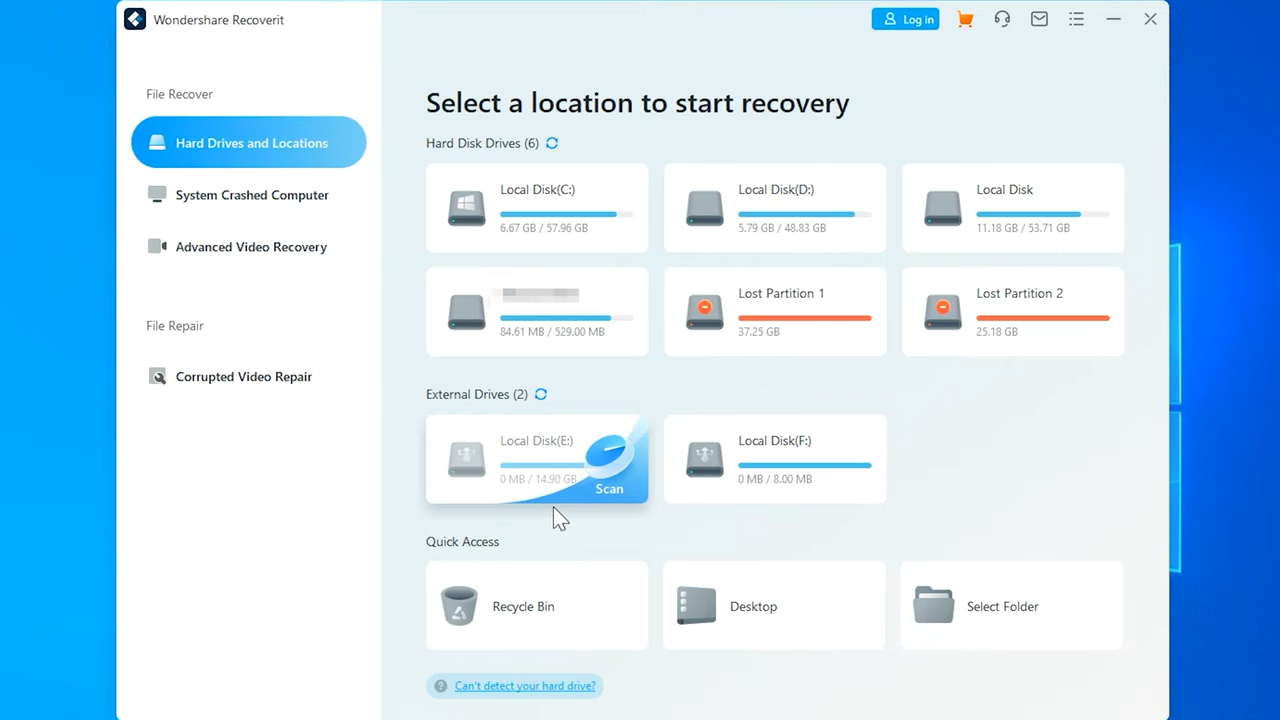 Wondershare Recoverit
Log in
File Recover
Hard Drives and Locations
System Crashed Computer
Advanced Video Recovery
File Repair
Corrupted Video Repair
Select a location to start recovery
Hard Disk Drives (6)
Local Disk(C:)
6.67 GB / 57.96 GB
Local Disk(D:)
5.79 GB / 48.83 GB
Local Disk
11.18 GB / 53.71 GB
84.61 MB / 529.00 MB
Lost Partition 1
37.25 GB
Lost Partition 2
25.18 GB
External Drives (2)
Local Disk(E:)
0 MB / 14.90 GB
Scan
Local Disk(F:)
0 MB / 8.00 MB
Quick Access
Recycle Bin
Desktop
Select Folder
Can't detect your hard drive?